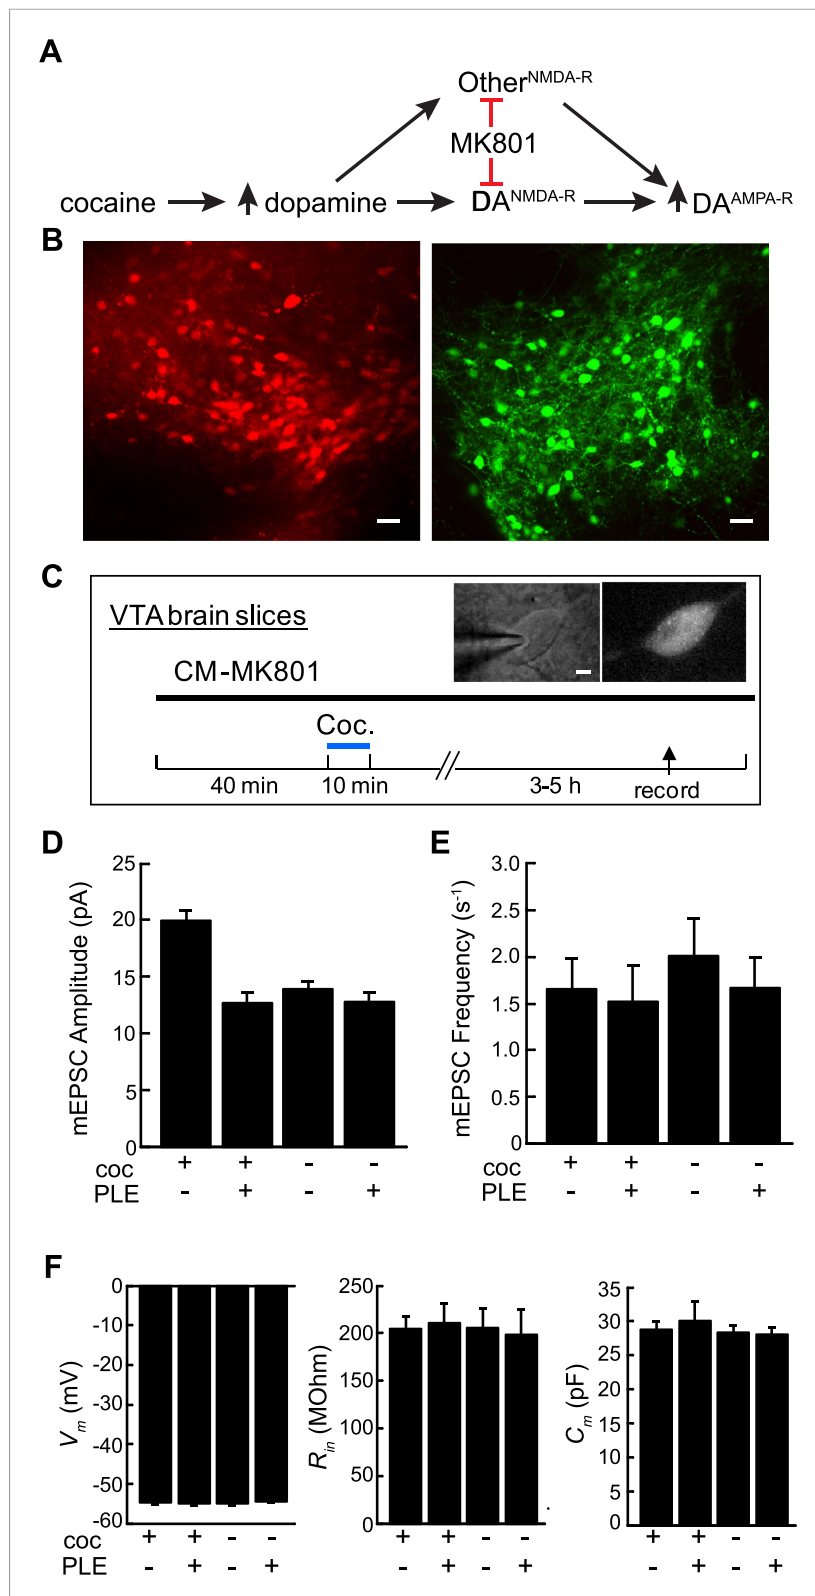 A
Other^NMDA-R
MK801
cocaine dopamine DA^NMDA-R DA^AMPA-R
B
C
VTA brain slices
CM-MK801
Coc.
40 min 10 min 3-5 h record
D
mEPSC Amplitude (pA)
25
20
15
10
5
0
coc + + - -
PLE - + - +
E
mEPSC Frequency (s⁻¹)
3.0
2.5
2.0
1.5
1.0
0.5
0
coc + + - -
PLE - + - +
F
V_m (mV)
0
-10
-20
-30
-40
-50
-60
coc + + - -
PLE - + - +
R_in (MOhm)
250
200
150
100
50
0
+ + - -
- + - +
C_m (pF)
35
30
25
20
15
10
5
0
+ + - -
- + - +